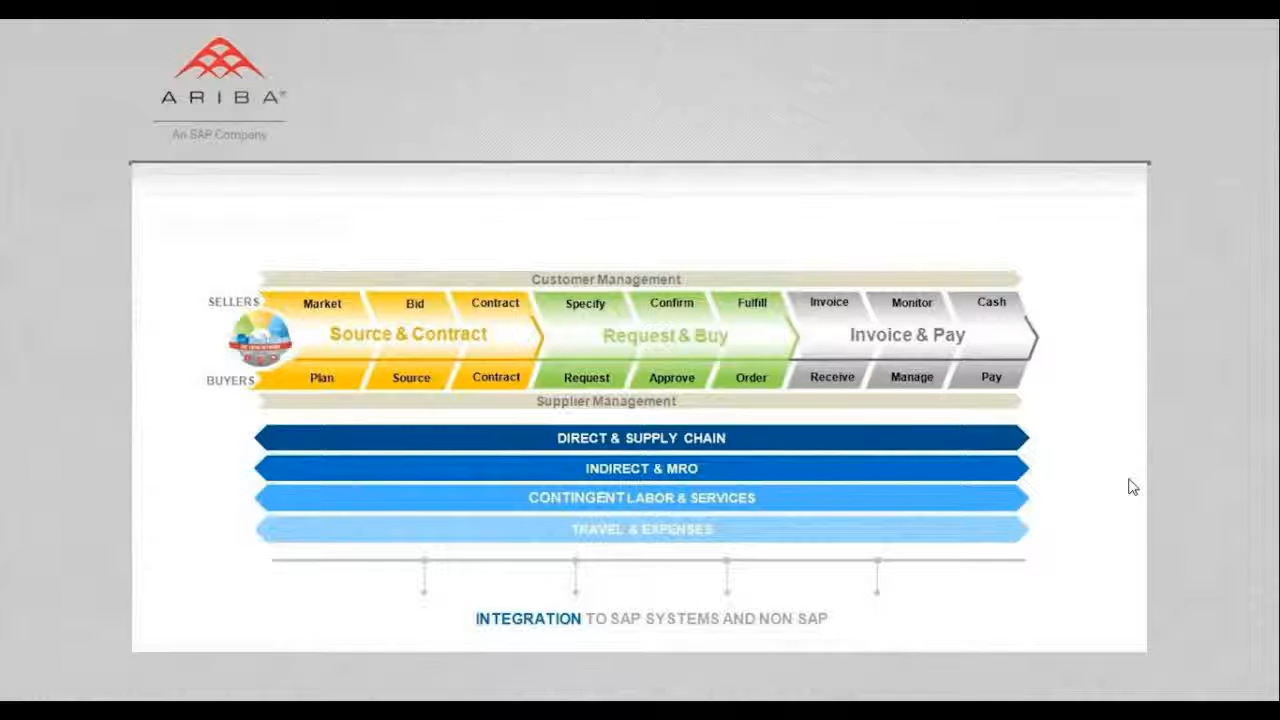 ARIBA®
An SAP Company
Customer Management
SELLERS
Market Bid Contract Specify Confirm Fulfill Invoice Monitor Cash
Source & Contract Request & Buy Invoice & Pay
BUYERS
Plan Source Contract Request Approve Order Receive Manage Pay
Supplier Management
DIRECT & SUPPLY CHAIN
INDIRECT & MRO
CONTINGENT LABOR & SERVICES
TRAVEL & EXPENSES
INTEGRATION TO SAP SYSTEMS AND NON SAP